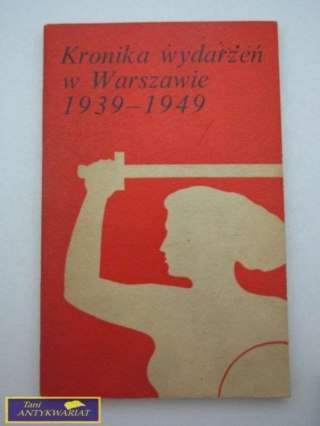 Kronika wydarzeń
w Warszawie
1939-1949
Tani
ANTYKWARIAT